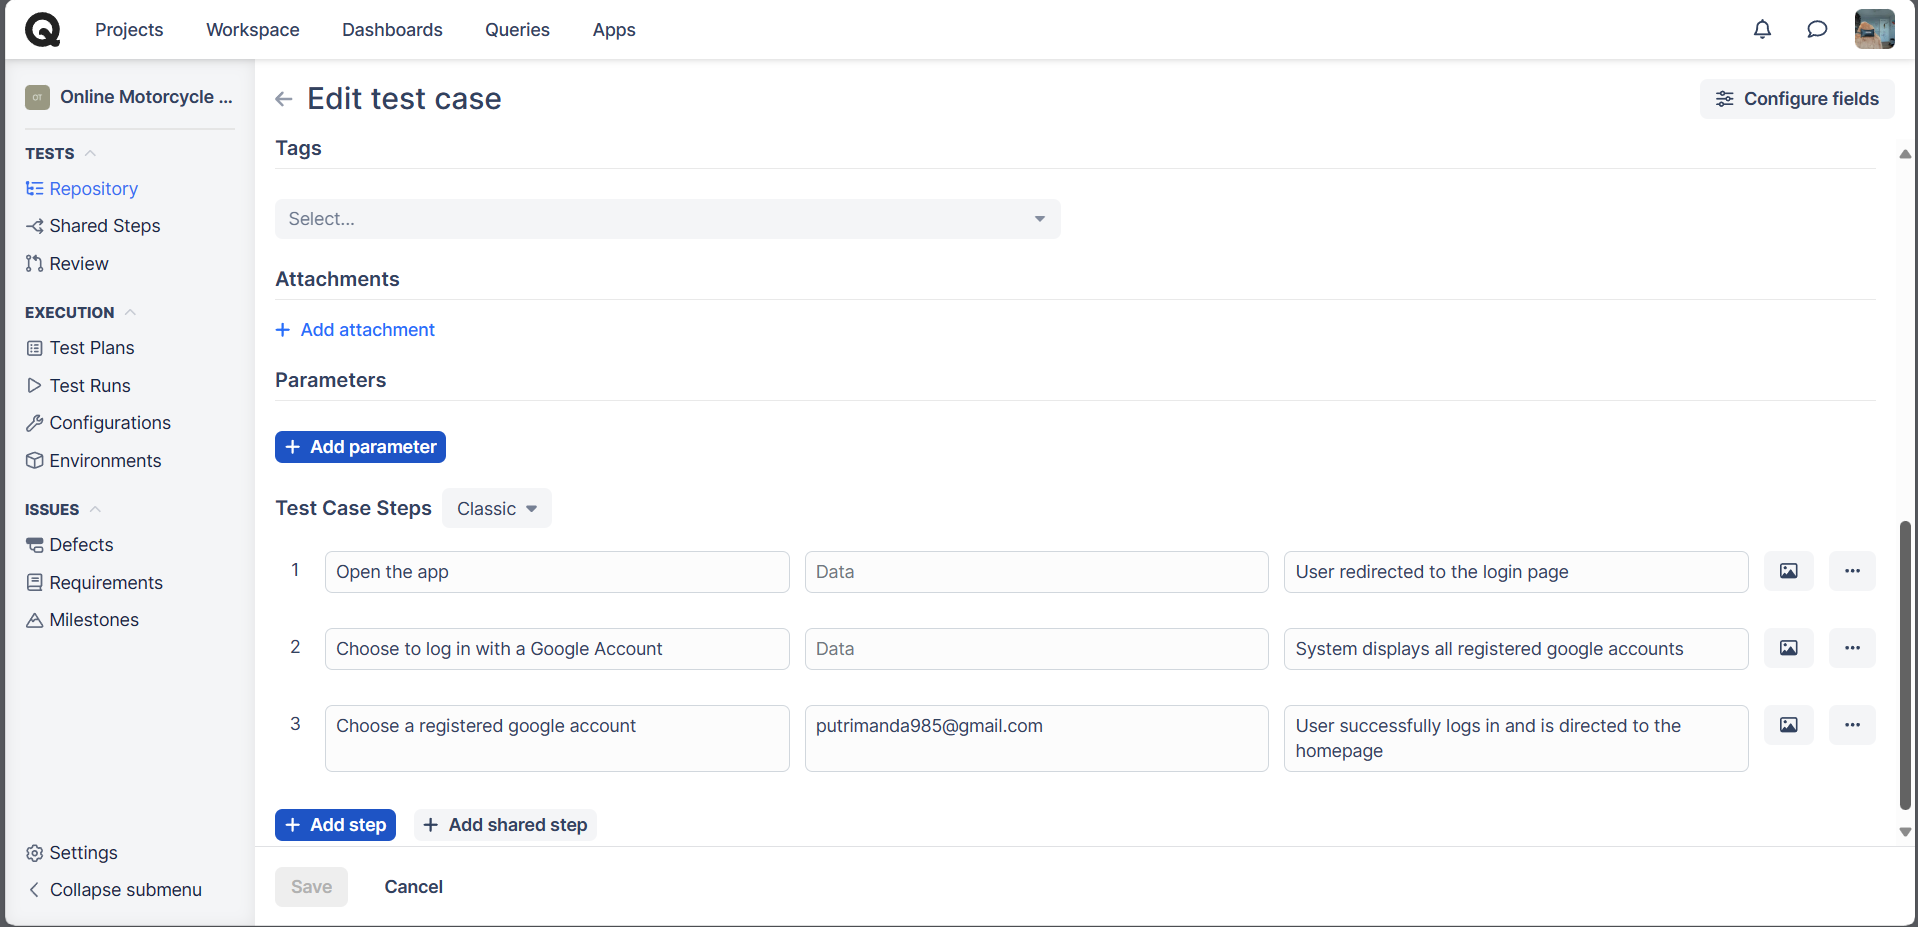 Projects
Workspace
Dashboards
Queries
Apps
OT
Online Motorcycle ...
TESTS
Repository
Shared Steps
Review
EXECUTION
Test Plans
Test Runs
Configurations
Environments
ISSUES
Defects
Requirements
Milestones
Settings
Collapse submenu
Edit test case
Configure fields
Tags
Select...
Attachments
+ Add attachment
Parameters
+ Add parameter
Test Case Steps
Classic
1
Open the app
Data
User redirected to the login page
2
Choose to log in with a Google Account
Data
System displays all registered google accounts
3
Choose a registered google account
putrimanda985@gmail.com
User successfully logs in and is directed to the
homepage
+ Add step
+ Add shared step
Save
Cancel